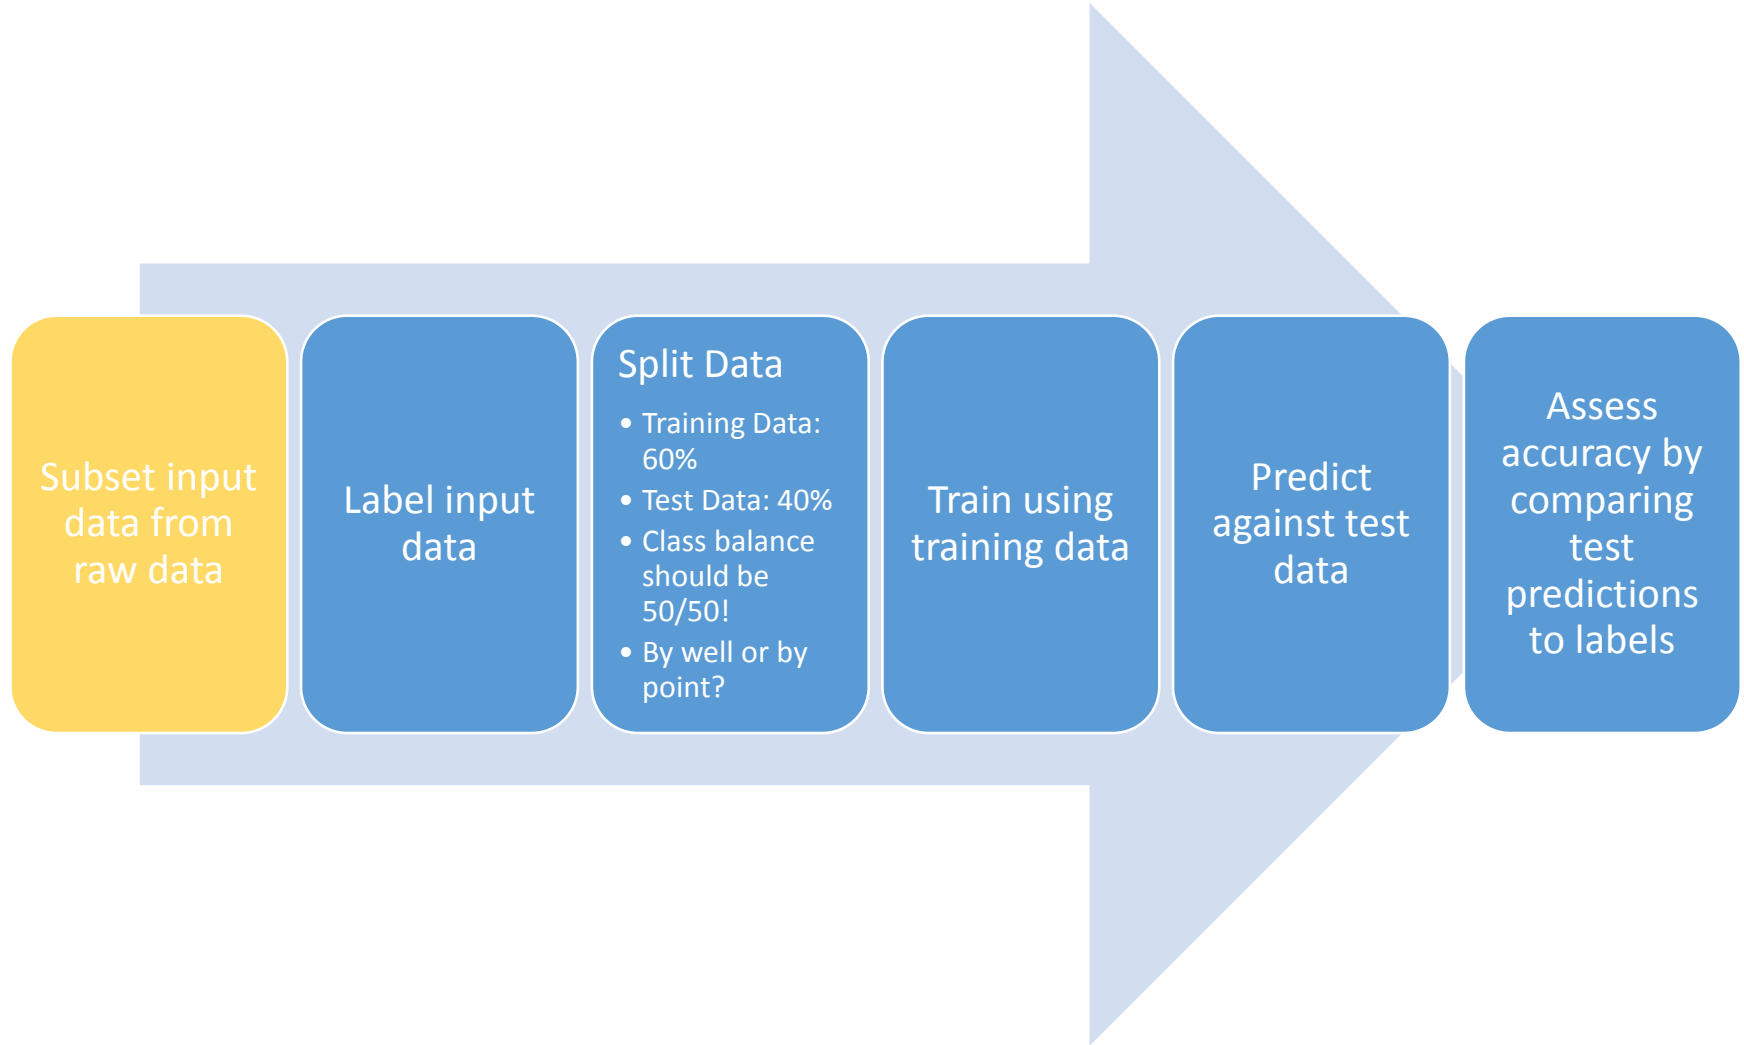 Subset input
data from
raw data
Label input
data
Split Data
• Training Data:
60%
• Test Data: 40%
• Class balance
should be
50/50!
• By well or by
point?
Train using
training data
Predict
against test
data
Assess
accuracy by
comparing
test
predictions
to labels